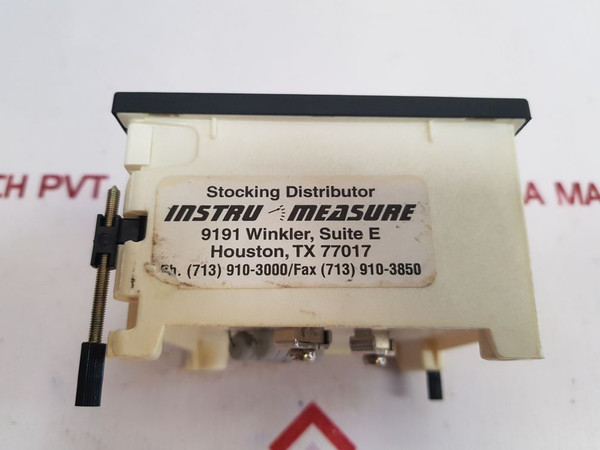 Stocking Distributor
INSTRU MEASURE
9191 Winkler, Suite E
Houston, TX 77017
Ph. (713) 910-3000/Fax (713) 910-3850
CH PVT
A MA